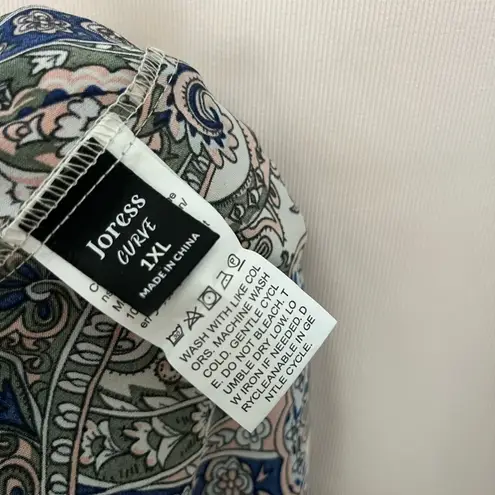 Joress
CURVE
1XL
MADE IN CHINA
WASH WITH LIKE COL
ORS. MACHINE WASH
COLD. GENTLE CYCL
E. DO NOT BLEACH. T
UMBLE DRY LOW. LO
W IRON IF NEEDED. D
RYCLEANABLE IN GE
NTLE CYCLE.